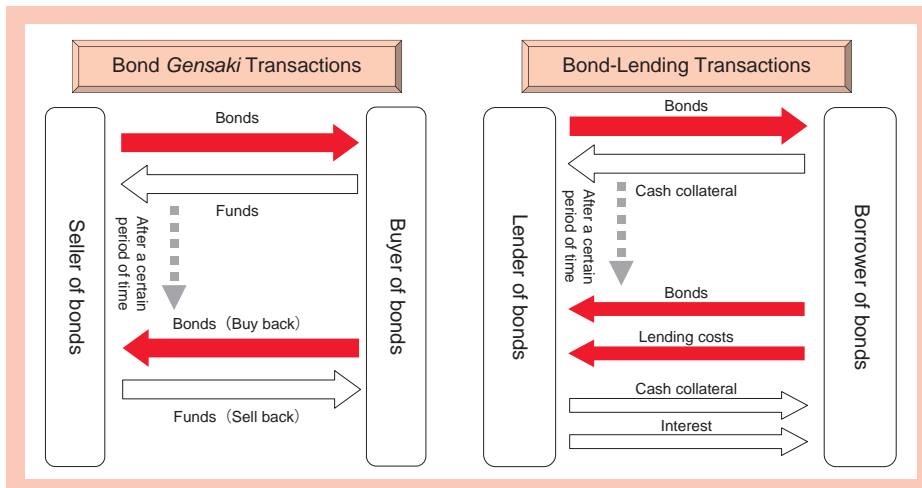 Bond Gensaki Transactions
Seller of bonds
Bonds
Funds
After a certain
period of time
Bonds（Buy back）
Funds（Sell back）
Buyer of bonds
Bond-Lending Transactions
Lender of bonds
Bonds
Cash collateral
After a certain
period of time
Bonds
Lending costs
Cash collateral
Interest
Borrower of bonds